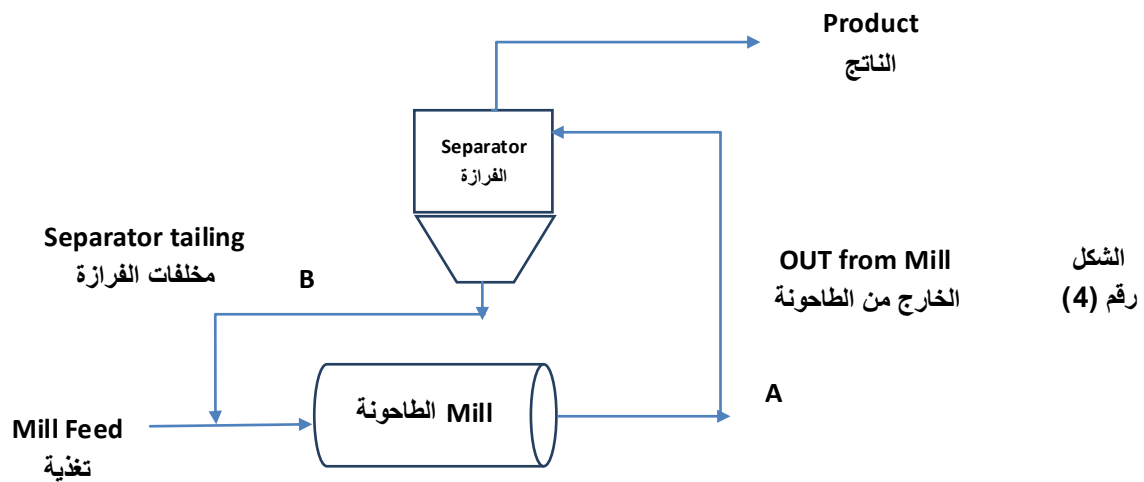 Product
الناتج
Separator
الفرازة
Separator tailing
مخلفات الفرازة
B
OUT from Mill
الخارج من الطاحونة
الشكل
رقم (4)
A
الطاحونة Mill
Mill Feed
تغذية